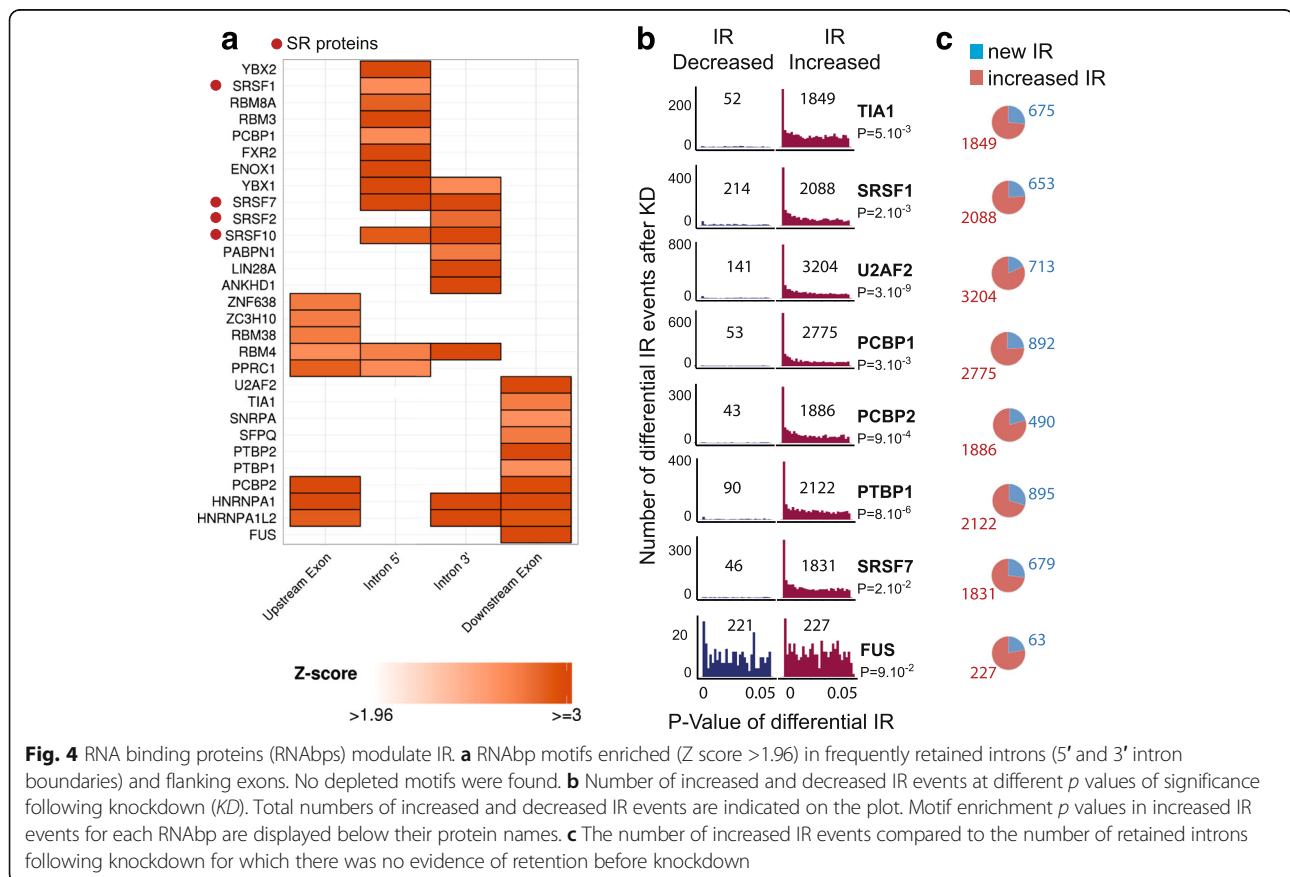 a
SR proteins
YBX2
SRSF1
RBM8A
RBM3
PCBP1
FXR2
ENOX1
YBX1
SRSF7
SRSF2
SRSF10
PABPN1
LIN28A
ANKHD1
ZNF638
ZC3H10
RBM38
RBM4
PPRC1
U2AF2
TIA1
SNRPA
SFPQ
PTBP2
PTBP1
PCBP2
HNRNPA1
HNRNPA1L2
FUS
Upstream Exon
Intron 5'
Intron 3'
Downstream Exon
Z-score
>1.96
>=3
b
IR Decreased
IR Increased
Number of differential IR events after KD
200
0
52
1849
TIA1
P=5.10-3
400
0
214
2088
SRSF1
P=2.10-3
800
0
141
3204
U2AF2
P=3.10-9
600
0
53
2775
PCBP1
P=3.10-3
300
0
43
1886
PCBP2
P=9.10-4
400
0
90
2122
PTBP1
P=8.10-6
300
0
46
1831
SRSF7
P=2.10-2
20
0
221
227
FUS
P=9.10-2
0 0.05 0 0.05
P-Value of differential IR
c
new IR
increased IR
675
1849
653
2088
713
3204
892
2775
490
1886
895
2122
679
1831
63
227
Fig. 4 RNA binding proteins (RNAbps) modulate IR. a RNAbp motifs enriched (Z score >1.96) in frequently retained introns (5′ and 3′ intron
boundaries) and flanking exons. No depleted motifs were found. b Number of increased and decreased IR events at different p values of significance
following knockdown (KD). Total numbers of increased and decreased IR events are indicated on the plot. Motif enrichment p values in increased IR
events for each RNAbp are displayed below their protein names. c The number of increased IR events compared to the number of retained introns
following knockdown for which there was no evidence of retention before knockdown